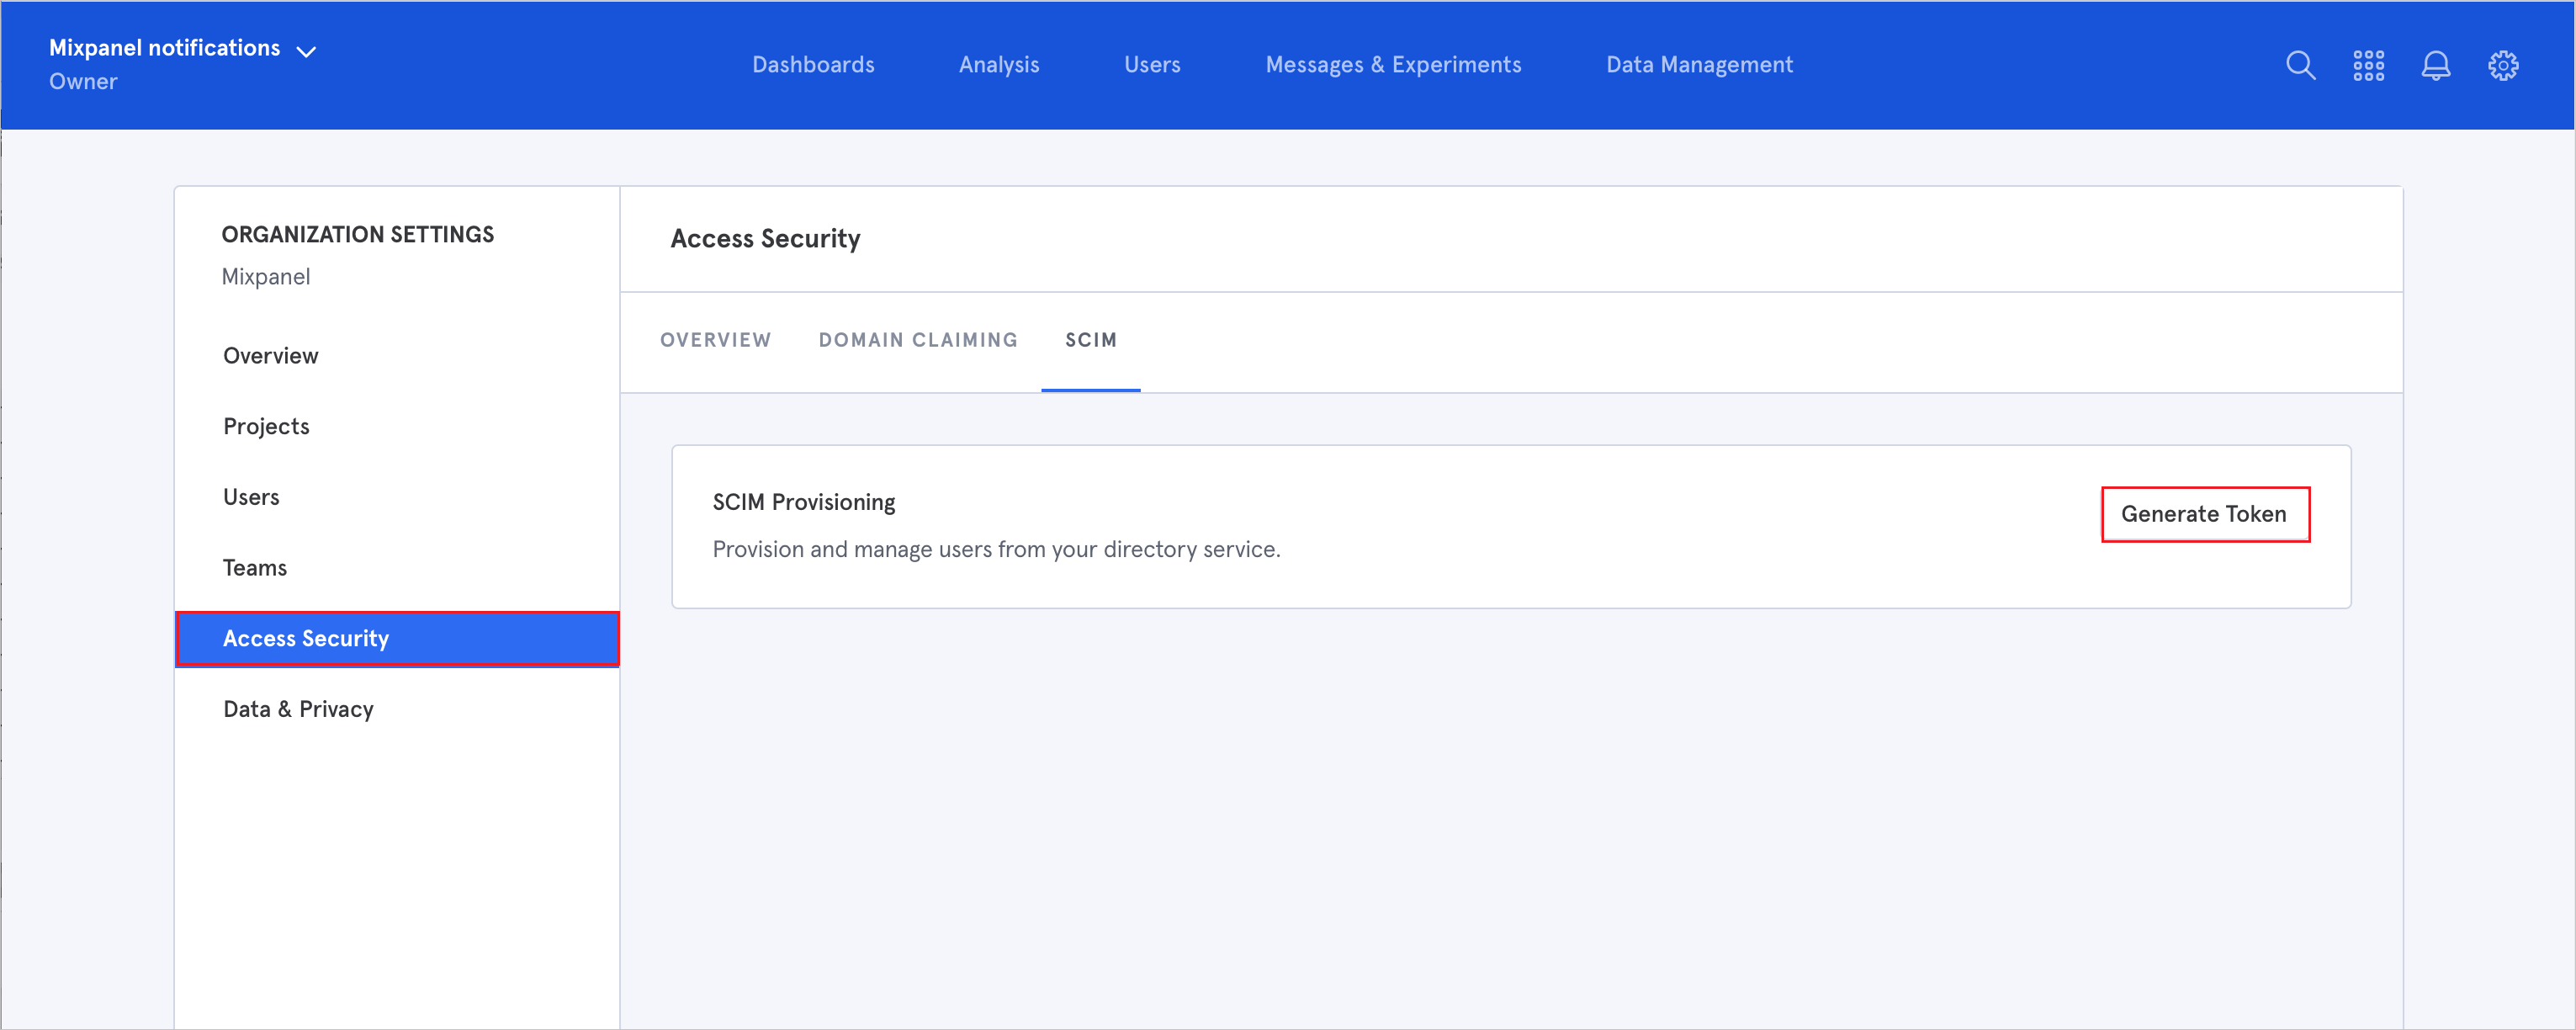 Mixpanel notifications
Owner
Dashboards
Analysis
Users
Messages & Experiments
Data Management
ORGANIZATION SETTINGS
Mixpanel
Overview
Projects
Users
Teams
Access Security
Data & Privacy
Access Security
OVERVIEW
DOMAIN CLAIMING
SCIM
SCIM Provisioning
Provision and manage users from your directory service.
Generate Token